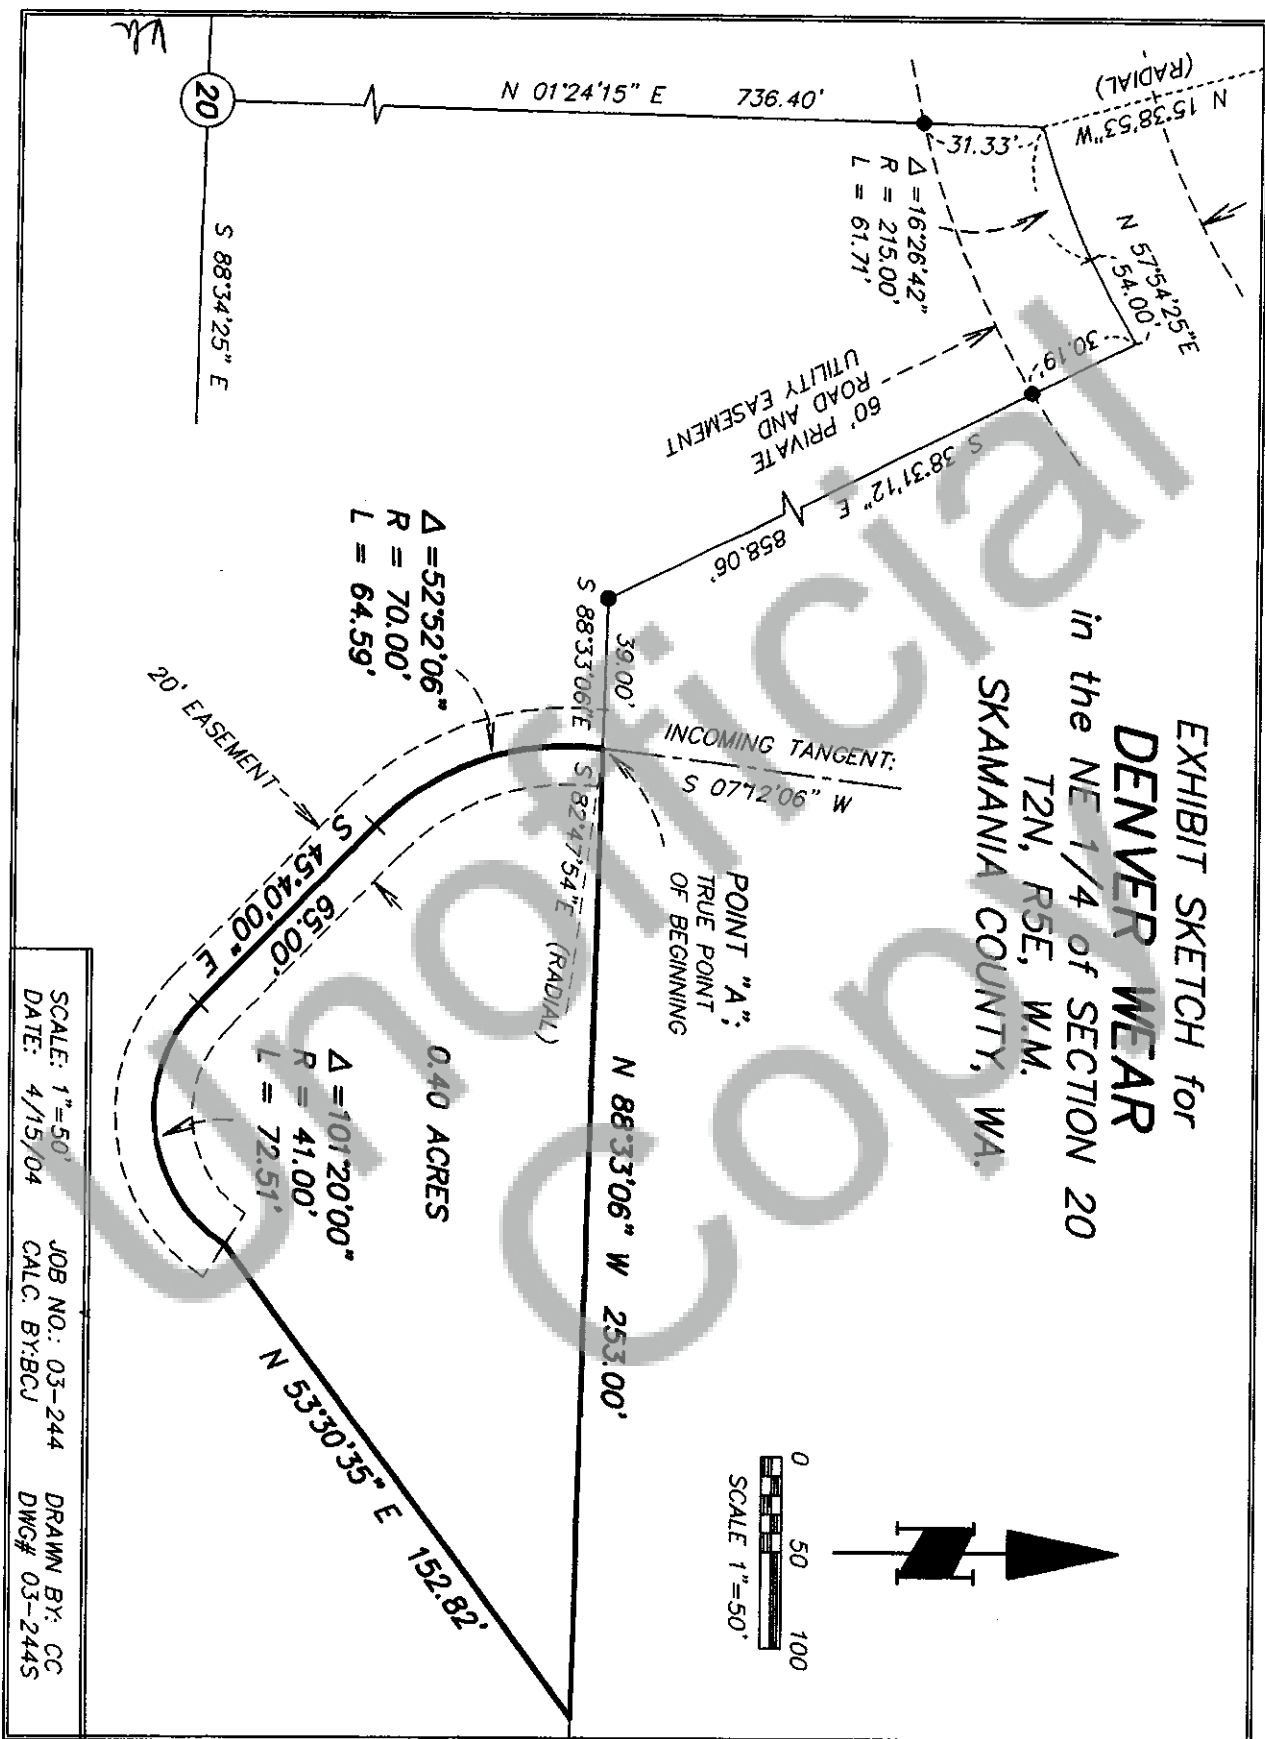 EXHIBIT SKETCH for
DENVER WEAR
in the NE 1/4 of SECTION 20
T2N, R5E, W.M.
SKAMANIA COUNTY, WA.
0 50 100
SCALE 1"=50'
N 15°38'53"W
(RADIAL)
N 57°54'25"E
54.00'
31.33'
30.19'
Δ =16°26'42"
R = 215.00'
L = 61.71'
60' PRIVATE
ROAD AND
UTILITY EASEMENT
N 01°24'15" E 736.40'
S 38°31'12" E 858.06'
20
S 88°34'25" E
39.00'
S 88°33'06"E
INCOMING TANGENT:
S 07°12'06" W
POINT "A";
TRUE POINT
OF BEGINNING
S 82°47'54"E (RADIAL)
N 88°33'06" W 253.00'
Δ =52°52'06"
R = 70.00'
L = 64.59'
20' EASEMENT
S 45°40'00" E
65.00'
0.40 ACRES
Δ =101°20'00"
R = 41.00'
L = 72.51'
N 53°30'35" E 152.82'
SCALE: 1"=50' JOB NO.: 03-244 DRAWN BY: CC
DATE: 4/15/04 CALC. BY:BCJ DWG# 03-244S
Unofficial
Copy